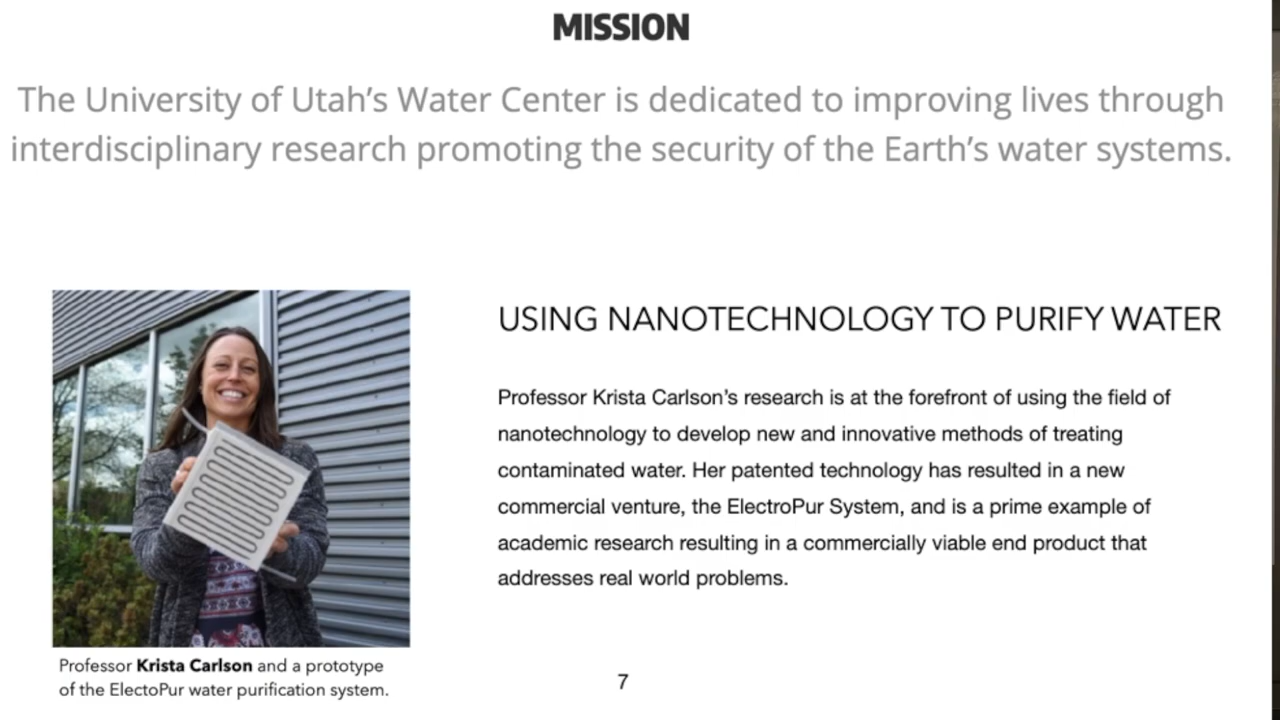 MISSION
The University of Utah’s Water Center is dedicated to improving lives through
interdisciplinary research promoting the security of the Earth’s water systems.
USING NANOTECHNOLOGY TO PURIFY WATER
Professor Krista Carlson’s research is at the forefront of using the field of
nanotechnology to develop new and innovative methods of treating
contaminated water. Her patented technology has resulted in a new
commercial venture, the ElectroPur System, and is a prime example of
academic research resulting in a commercially viable end product that
addresses real world problems.
Professor Krista Carlson and a prototype
of the ElectoPur water purification system.
7